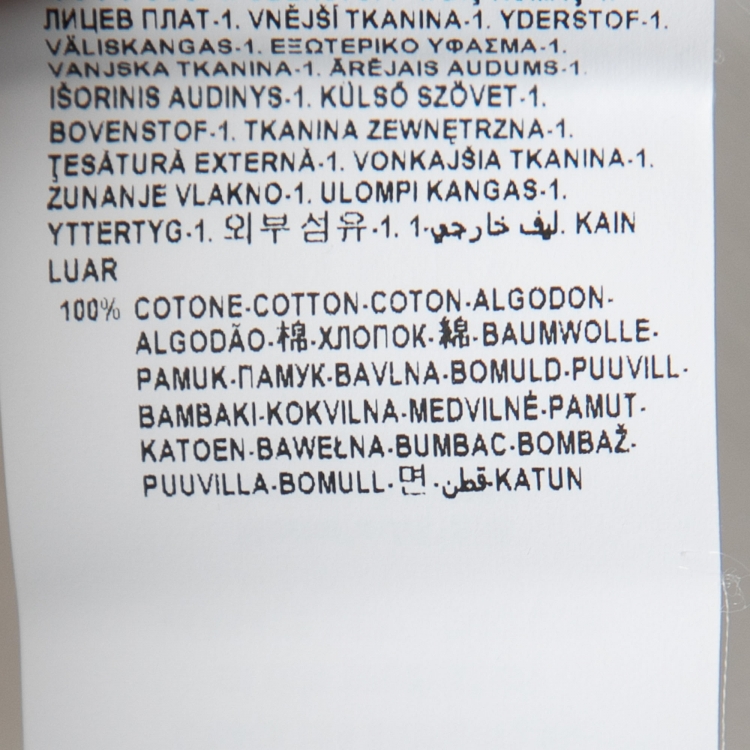 ЛИЦЕВ ПЛАТ-1. VNĚJŠÍ TKANINA-1. YDERSTOF-1.
VÄLISKANGAS-1. ΕΞΩΤΕΡΙΚΟ ΥΦΑΣΜΑ-1.
VANJSKA TKANINA-1. ĀRĒJAIS AUDUMS-1.
IŠORINIS AUDINYS-1. KÜLSŐ SZÖVET-1.
BOVENSTOF-1. TKANINA ZEWNĘTRZNA-1.
ŢESĂTURĂ EXTERNĂ-1. VONKAJŠIA TKANINA-1.
ZUNANJE VLAKNO-1. ULOMPI KANGAS-1.
YTTERTYG-1. 외부 섬유-1. ليف خارجي-1. KAIN
LUAR
100% COTONE-COTTON-COTON-ALGODON-
ALGODÃO-棉-ХЛОПОК-綿-BAUMWOLLE-
PAMUK-ПАМУК-BAVLNA-BOMULD-PUUVILL-
BAMBAKI-KOKVILNA-MEDVILNĖ-PAMUT-
KATOEN-BAWEŁNA-BUMBAC-BOMBAŽ-
PUUVILLA-BOMULL-면-قطن-KATUN